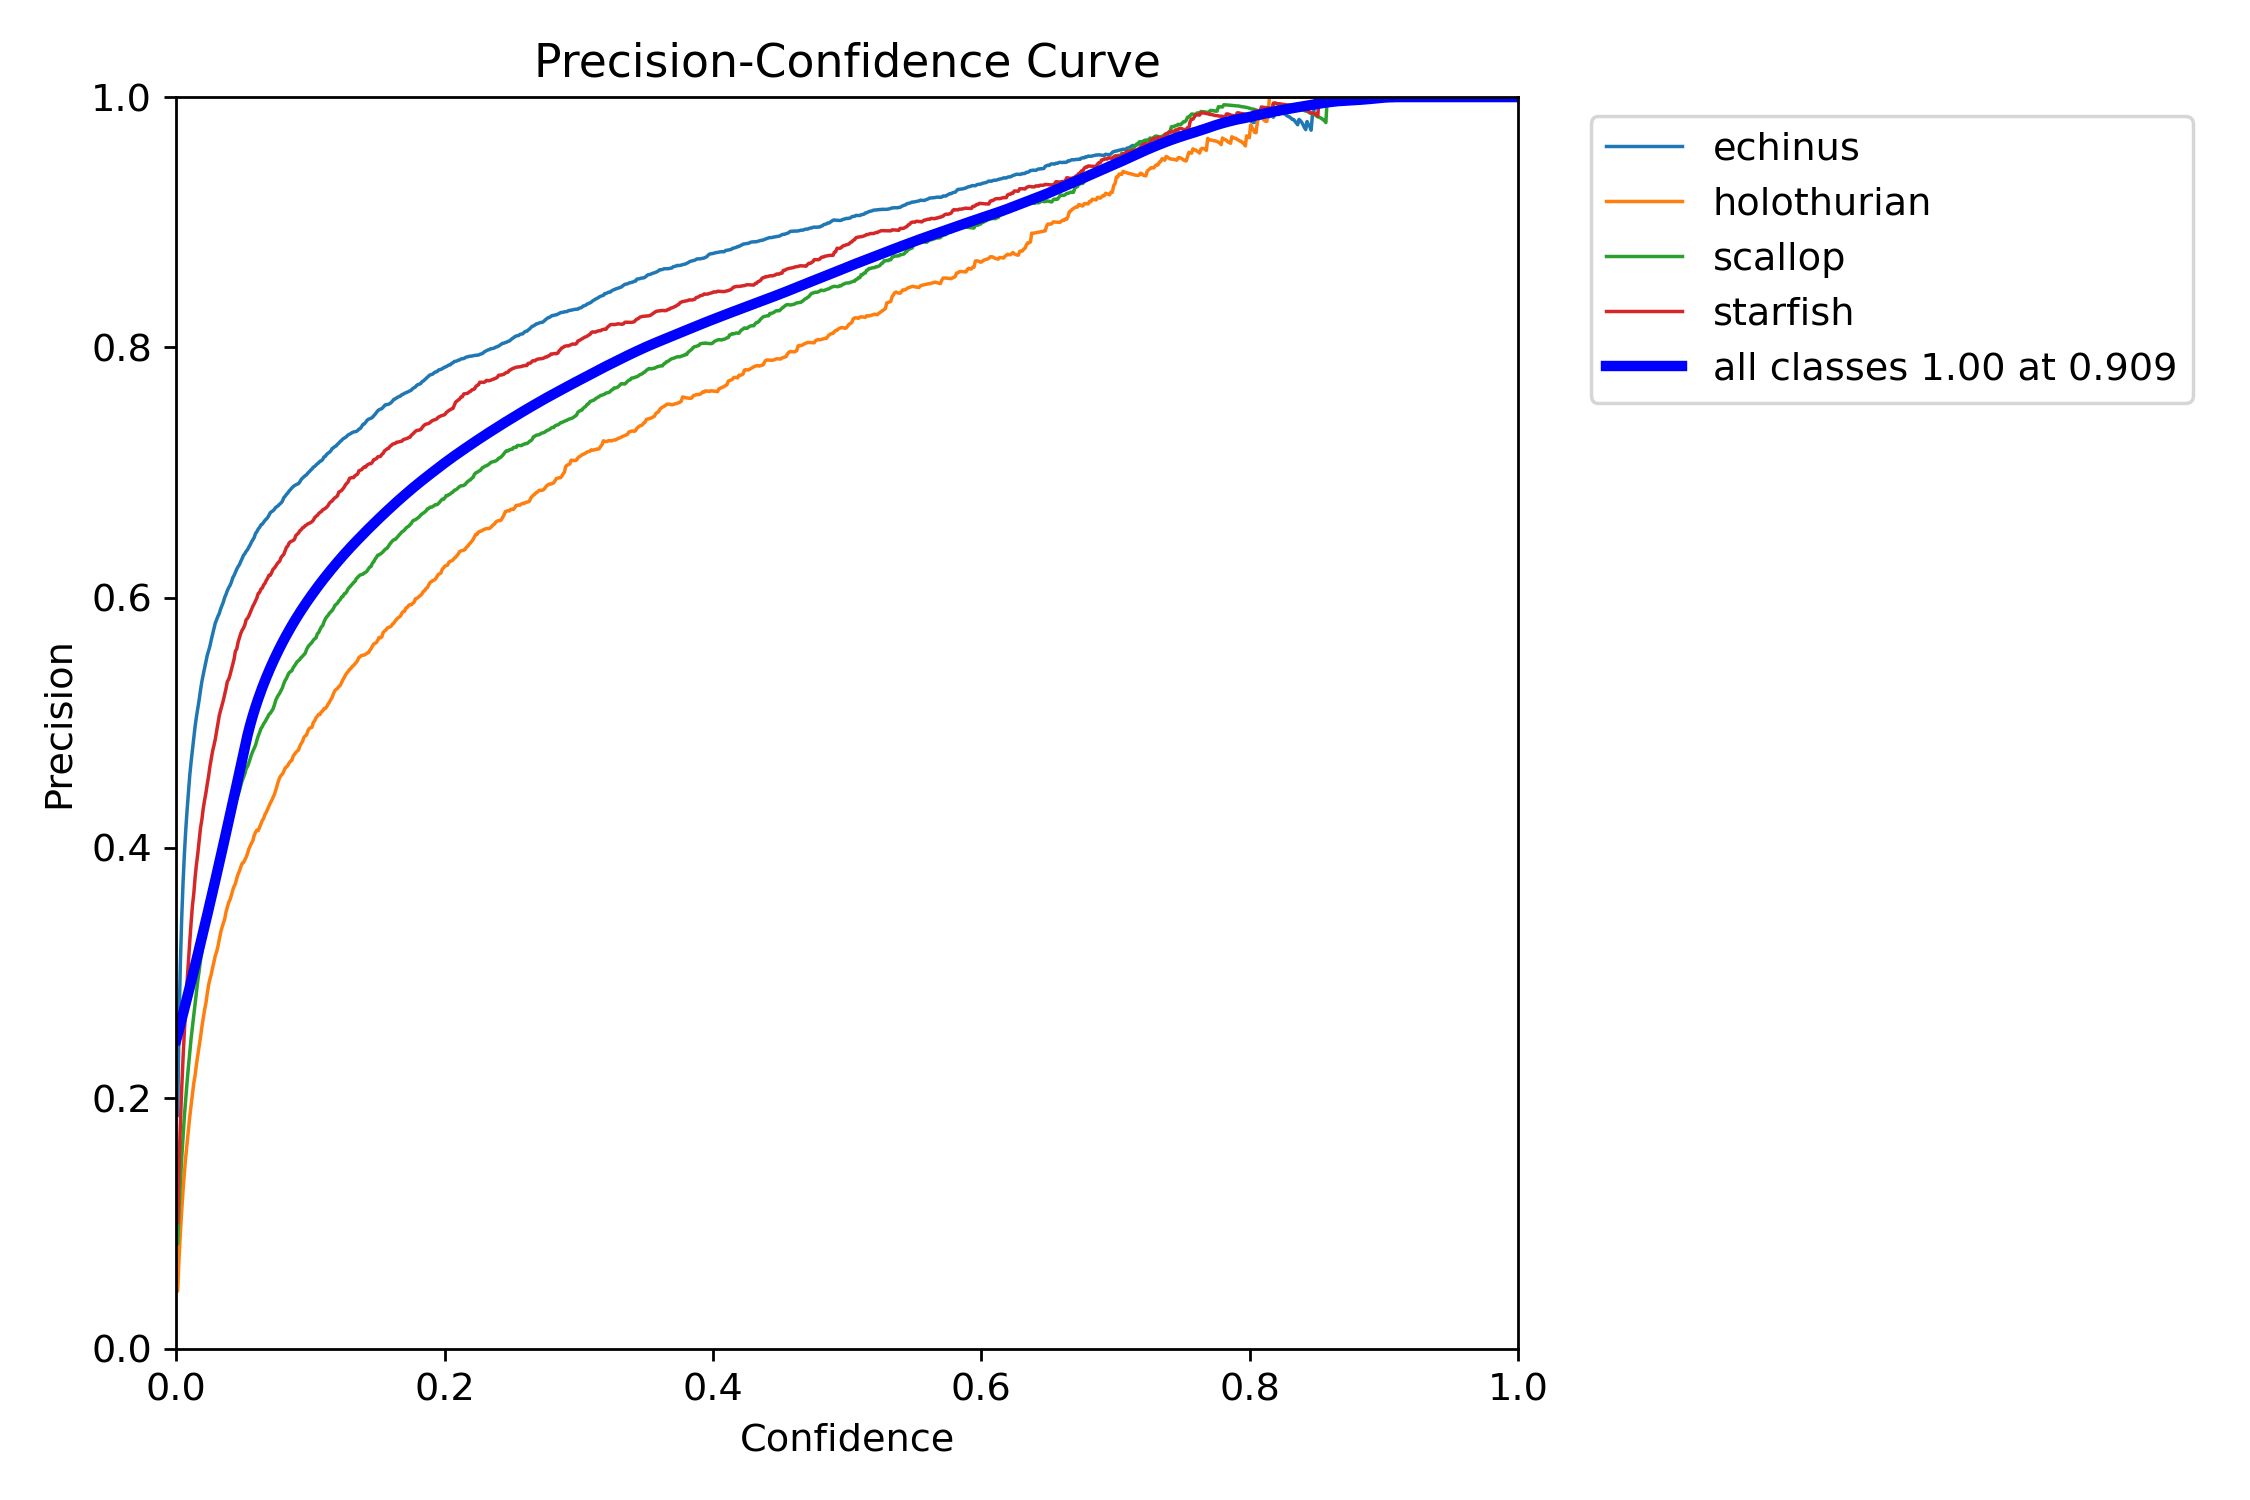 Precision-Confidence Curve
1.0
0.8
0.6
0.4
0.2
0.0
Precision
0.0 0.2 0.4 0.6 0.8 1.0
Confidence
echinus
holothurian
scallop
starfish
all classes 1.00 at 0.909